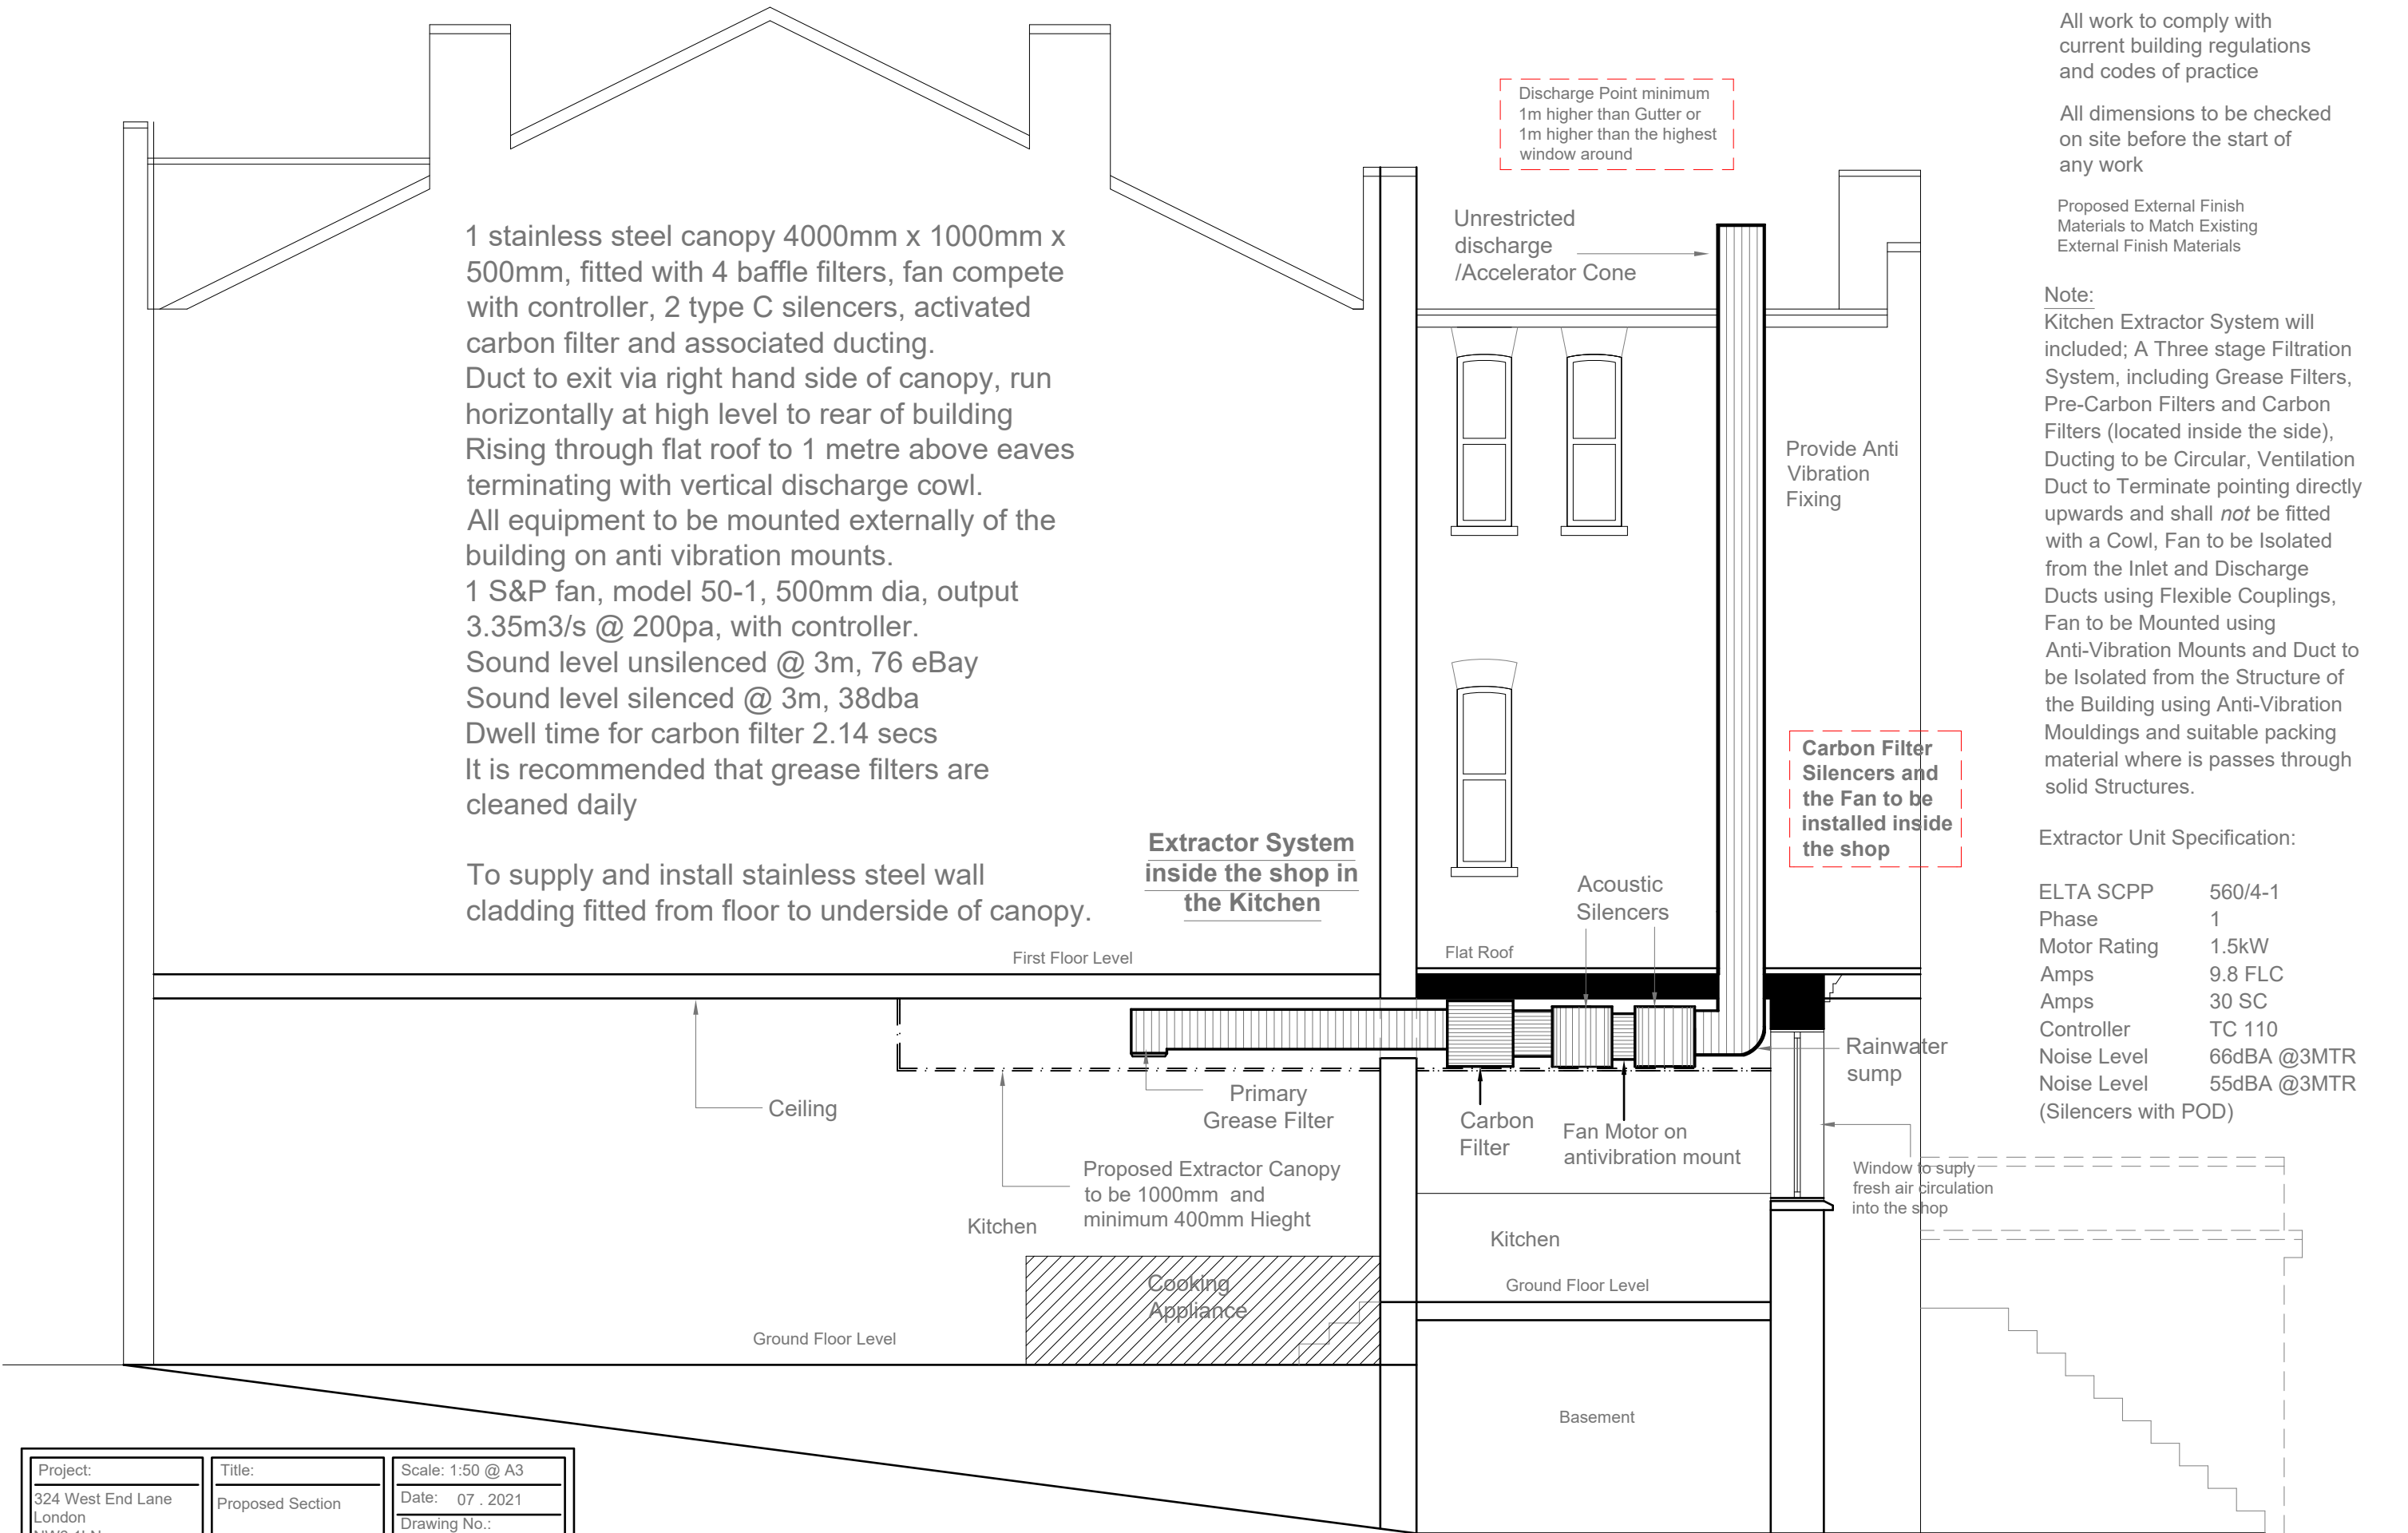 All work to comply with
current building regulations
and codes of practice
All dimensions to be checked
on site before the start of
any work
Proposed External Finish
Materials to Match Existing
External Finish Materials
Discharge Point minimum
1m higher than Gutter or
1m higher than the highest
window around
Unrestricted
discharge
/Accelerator Cone
1 stainless steel canopy 4000mm x 1000mm x
500mm, fitted with 4 baffle filters, fan compete
with controller, 2 type C silencers, activated
carbon filter and associated ducting.
Duct to exit via right hand side of canopy, run
horizontally at high level to rear of building
Rising through flat roof to 1 metre above eaves
terminating with vertical discharge cowl.
All equipment to be mounted externally of the
building on anti vibration mounts.
1 S&P fan, model 50-1, 500mm dia, output
3.35m3/s @ 200pa, with controller.
Sound level unsilenced @ 3m, 76 eBay
Sound level silenced @ 3m, 38dba
Dwell time for carbon filter 2.14 secs
It is recommended that grease filters are
cleaned daily
To supply and install stainless steel wall
cladding fitted from floor to underside of canopy.
Note:
Kitchen Extractor System will
included; A Three stage Filtration
System, including Grease Filters,
Pre-Carbon Filters and Carbon
Filters (located inside the side),
Ducting to be Circular, Ventilation
Duct to Terminate pointing directly
upwards and shall not be fitted
with a Cowl, Fan to be Isolated
from the Inlet and Discharge
Ducts using Flexible Couplings,
Fan to be Mounted using
Anti-Vibration Mounts and Duct to
be Isolated from the Structure of
the Building using Anti-Vibration
Mouldings and suitable packing
material where is passes through
solid Structures.
Provide Anti
Vibration
Fixing
Carbon Filter
Silencers and
the Fan to be
installed inside
the shop
Extractor System
inside the shop in
the Kitchen
Acoustic
Silencers
Extractor Unit Specification:
ELTA SCPP 560/4-1
Phase 1
Motor Rating 1.5kW
Amps 9.8 FLC
Amps 30 SC
Controller TC 110
Noise Level 66dBA @3MTR
Noise Level 55dBA @3MTR
(Silencers with POD)
First Floor Level
Flat Roof
Rainwater
sump
Ceiling
Primary
Grease Filter
Carbon
Filter
Fan Motor on
antivibration mount
Window to suply
fresh air circulation
into the shop
Proposed Extractor Canopy
to be 1000mm and
minimum 400mm Hieght
Kitchen
Kitchen
Cooking
Appliance
Ground Floor Level
Ground Floor Level
Basement
Project:
324 West End Lane
London
Title:
Proposed Section
Scale: 1:50 @ A3
Date: 07 . 2021
Drawing No.: